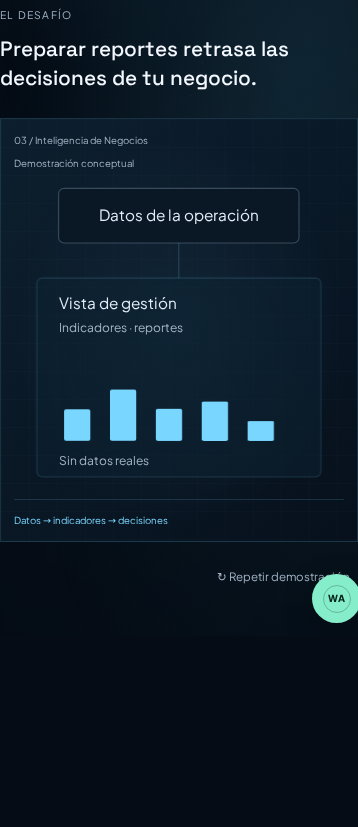 EL DESAFÍO
Preparar reportes retrasa las
decisiones de tu negocio.
03 / Inteligencia de Negocios
Demostración conceptual
Datos de la operación
Vista de gestión
Indicadores · reportes
Sin datos reales
Datos → indicadores → decisiones
↻ Repetir demostración
WA